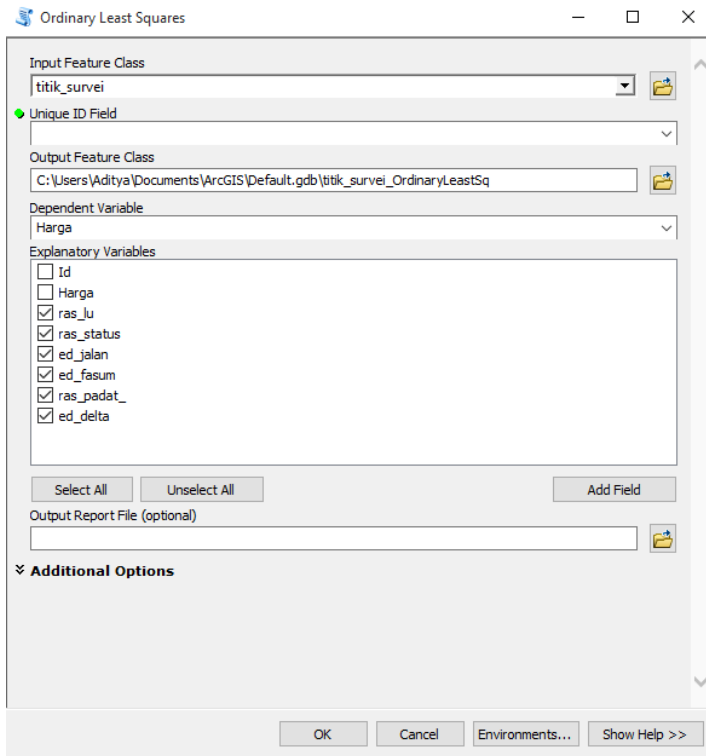 Ordinary Least Squares
Input Feature Class
titik_survei
Unique ID Field
Output Feature Class
C:\Users\Aditya\Documents\ArcGIS\Default.gdb\titik_survei_OrdinaryLeastSq
Dependent Variable
Harga
Explanatory Variables
Id
Harga
ras_lu
ras_status
ed_jalan
ed_fasum
ras_padat_
ed_delta
Select All Unselect All Add Field
Output Report File (optional)
Additional Options
OK Cancel Environments... Show Help >>